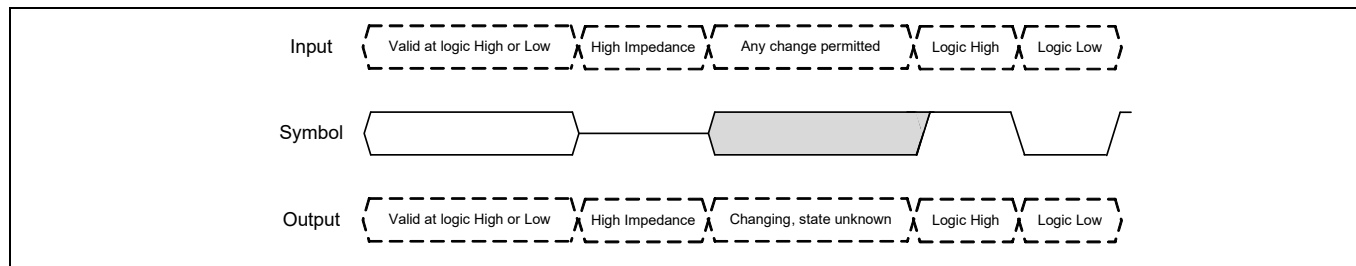 Input Valid at logic High or Low High Impedance Any change permitted Logic High Logic Low
Symbol
Output Valid at logic High or Low High Impedance Changing, state unknown Logic High Logic Low